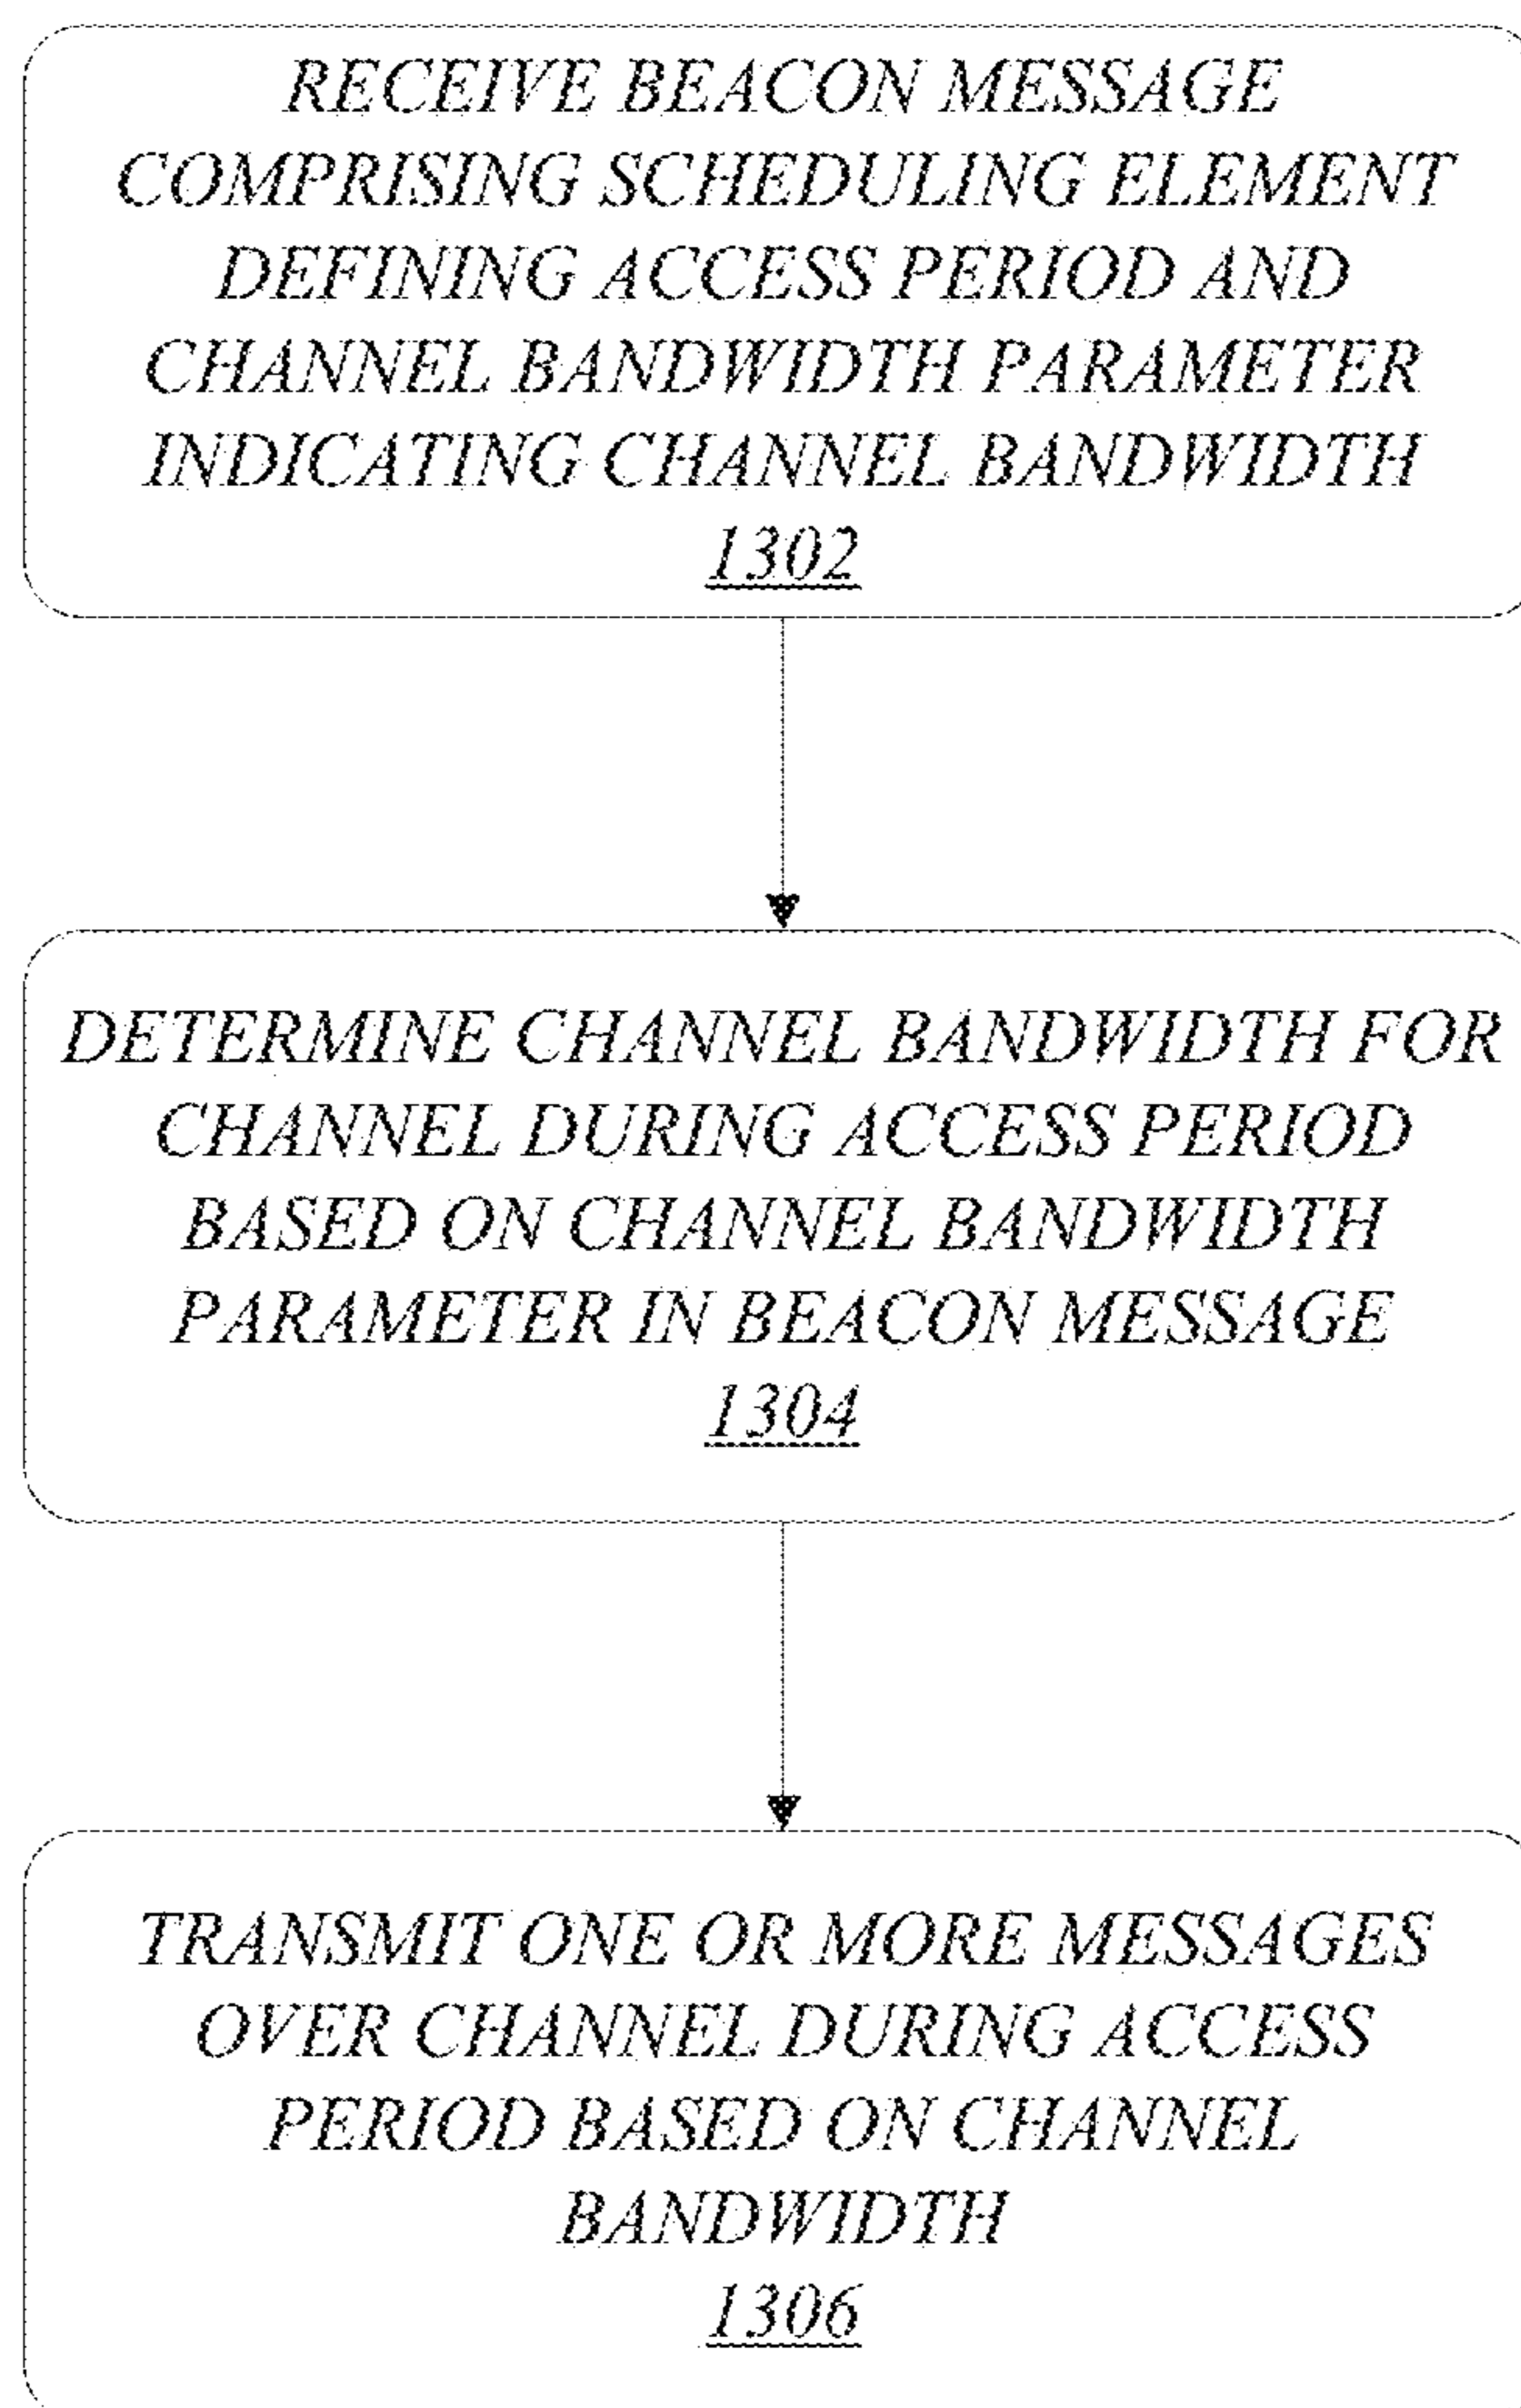 RECEIVE BEACON MESSAGE
COMPRISING SCHEDULING ELEMENT
DEFINING ACCESS PERIOD AND
CHANNEL BANDWIDTH PARAMETER
INDICATING CHANNEL BANDWIDTH
1302
DETERMINE CHANNEL BANDWIDTH FOR
CHANNEL DURING ACCESS PERIOD
BASED ON CHANNEL BANDWIDTH
PARAMETER IN BEACON MESSAGE
1304
TRANSMIT ONE OR MORE MESSAGES
OVER CHANNEL DURING ACCESS
PERIOD BASED ON CHANNEL
BANDWIDTH
1306